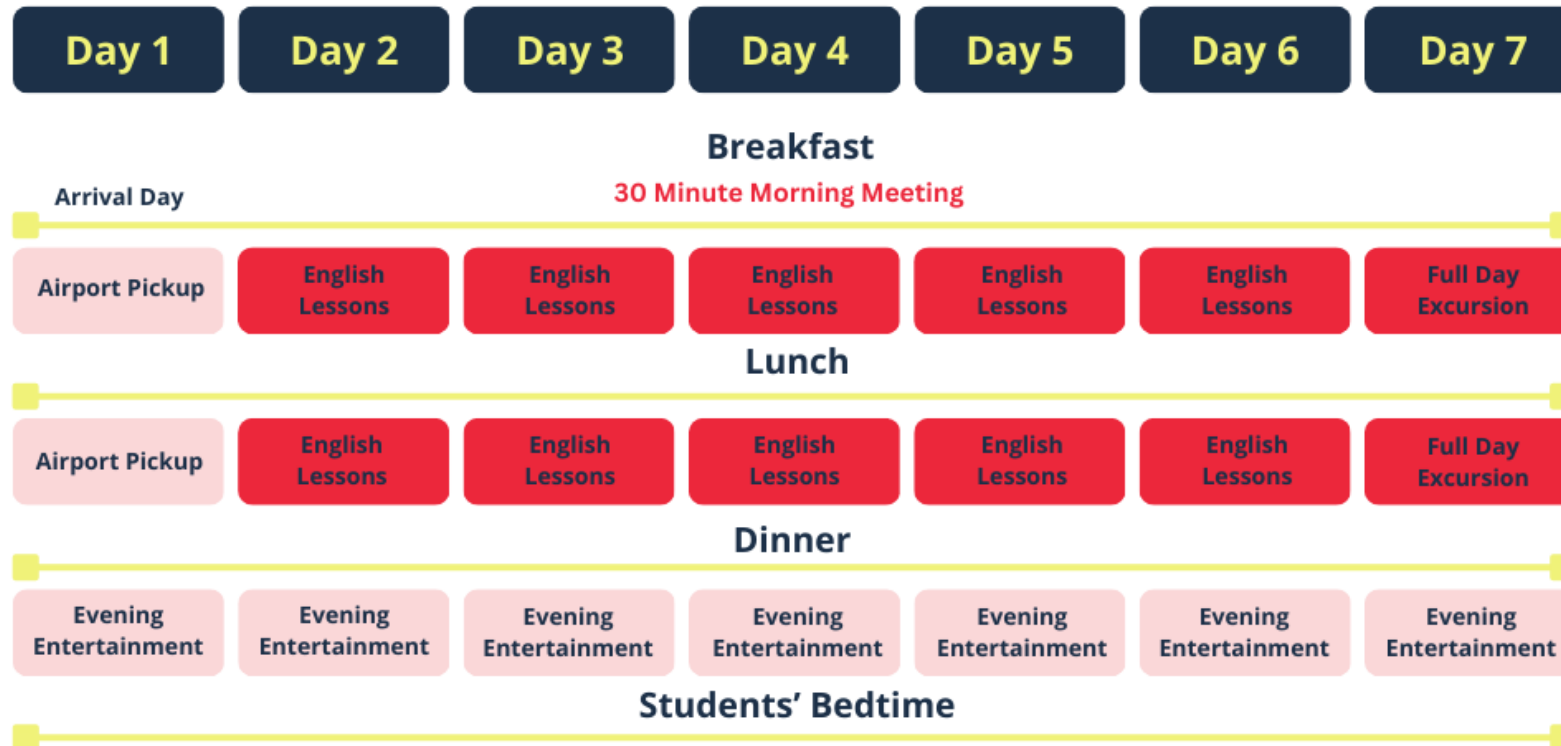 Day 1 Day 2 Day 3 Day 4 Day 5 Day 6 Day 7
Breakfast
Arrival Day 30 Minute Morning Meeting
Airport Pickup
English Lessons
English Lessons
English Lessons
English Lessons
English Lessons
Full Day Excursion
Lunch
Airport Pickup
English Lessons
English Lessons
English Lessons
English Lessons
English Lessons
Full Day Excursion
Dinner
Evening Entertainment
Evening Entertainment
Evening Entertainment
Evening Entertainment
Evening Entertainment
Evening Entertainment
Evening Entertainment
Students’ Bedtime